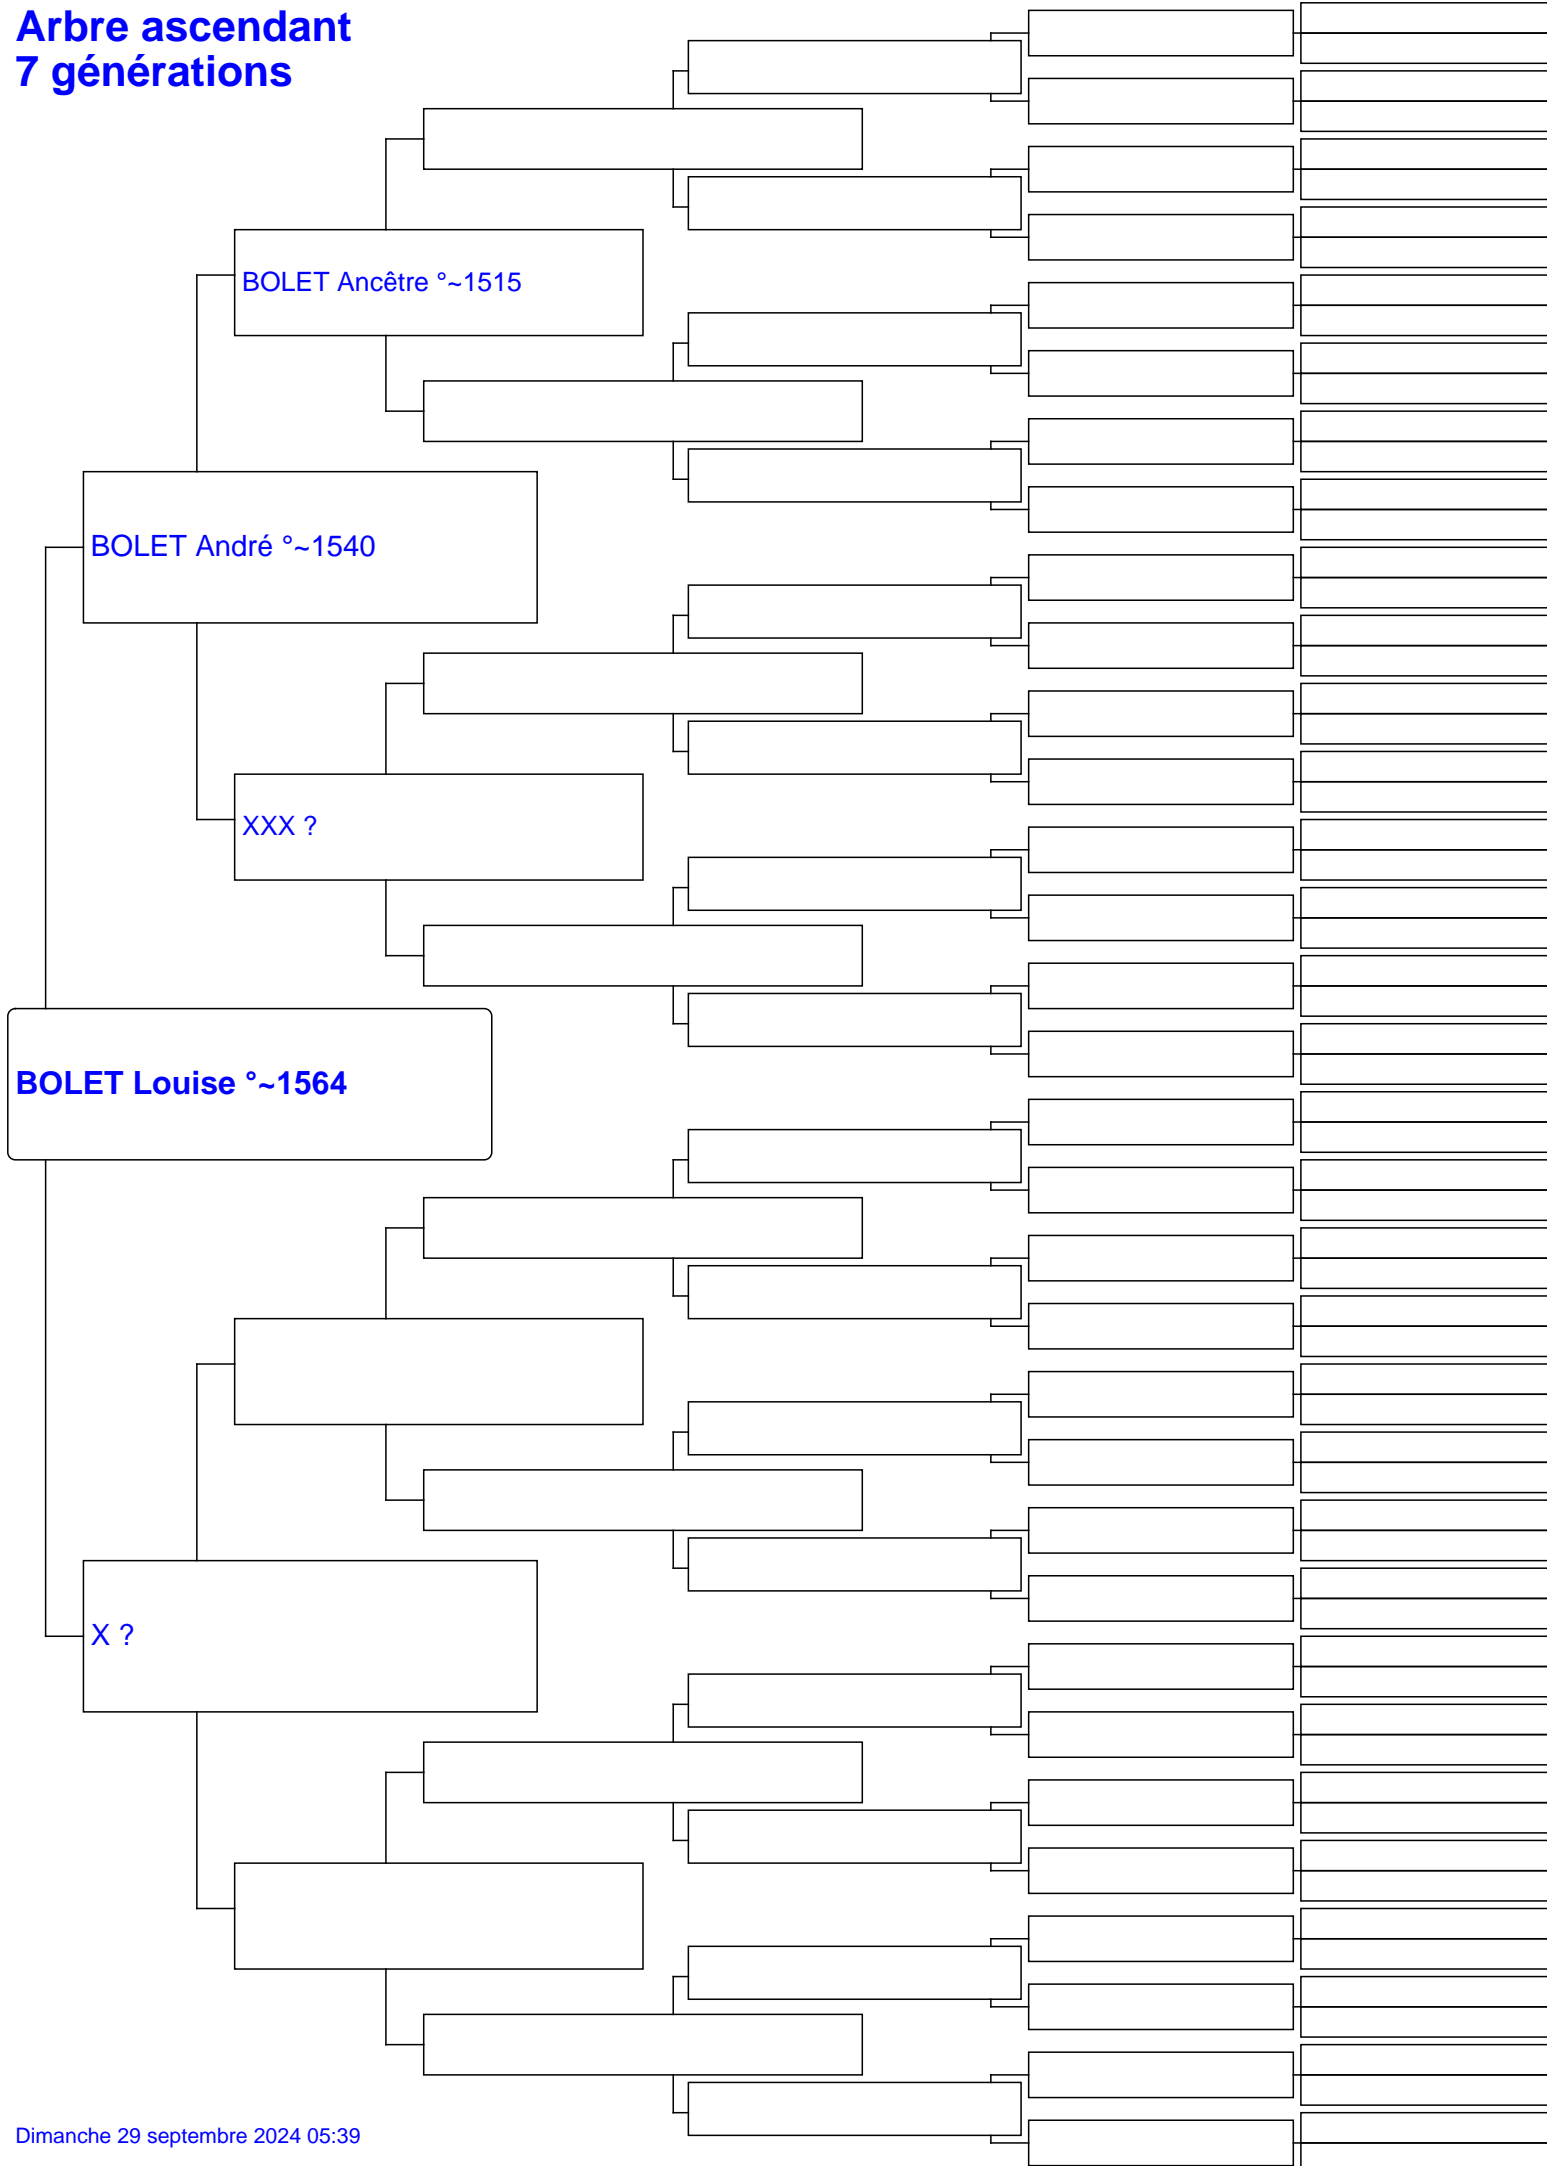 Arbre ascendant
7 générations
BOLET Ancêtre °~1515
BOLET André °~1540
XXX ?
BOLET Louise °~1564
X ?
Dimanche 29 septembre 2024 05:39